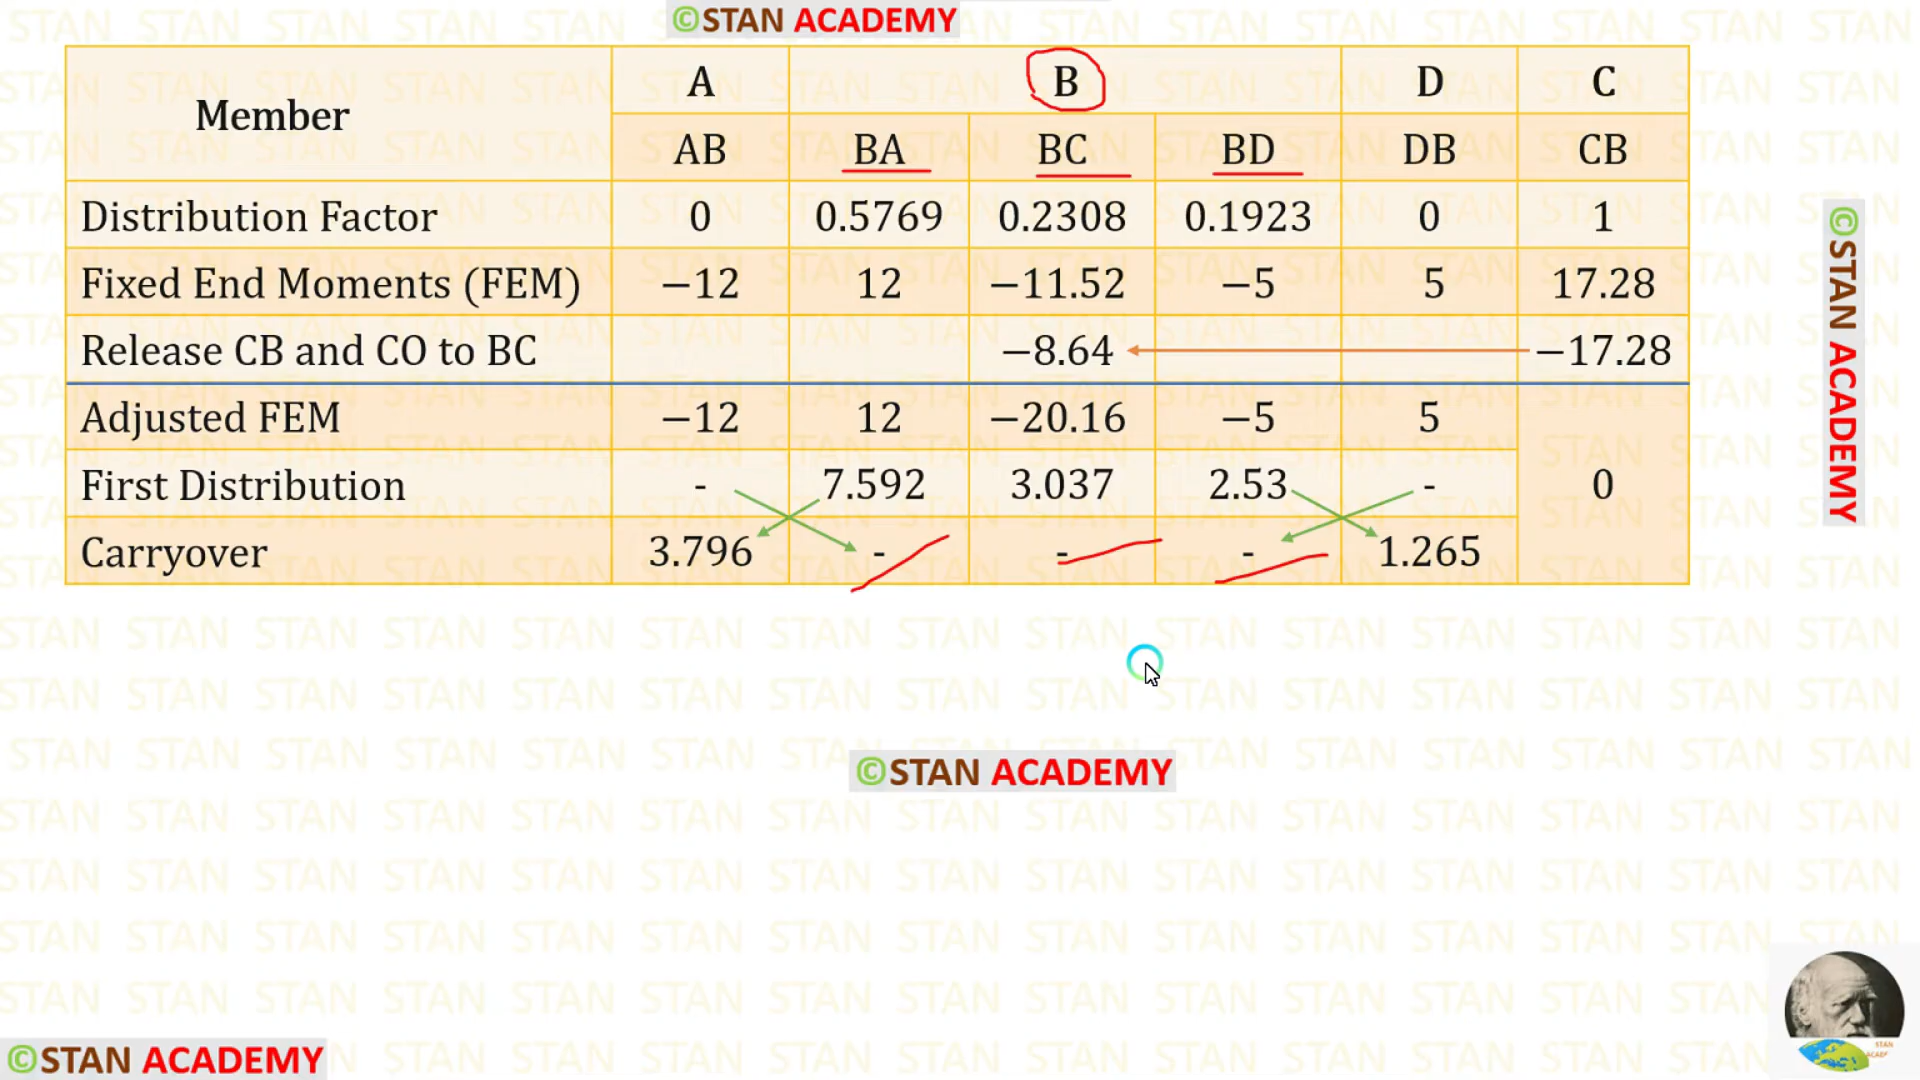 ©STAN ACADEMY
Member A B D C
AB BA BC BD DB CB
Distribution Factor 0 0.5769 0.2308 0.1923 0 1
Fixed End Moments (FEM) −12 12 −11.52 −5 5 17.28
Release CB and CO to BC −8.64 −17.28
Adjusted FEM −12 12 −20.16 −5 5
First Distribution - 7.592 3.037 2.53 - 0
Carryover 3.796 - - - 1.265
©STAN ACADEMY
©STAN ACADEMY
©STAN ACADEMY